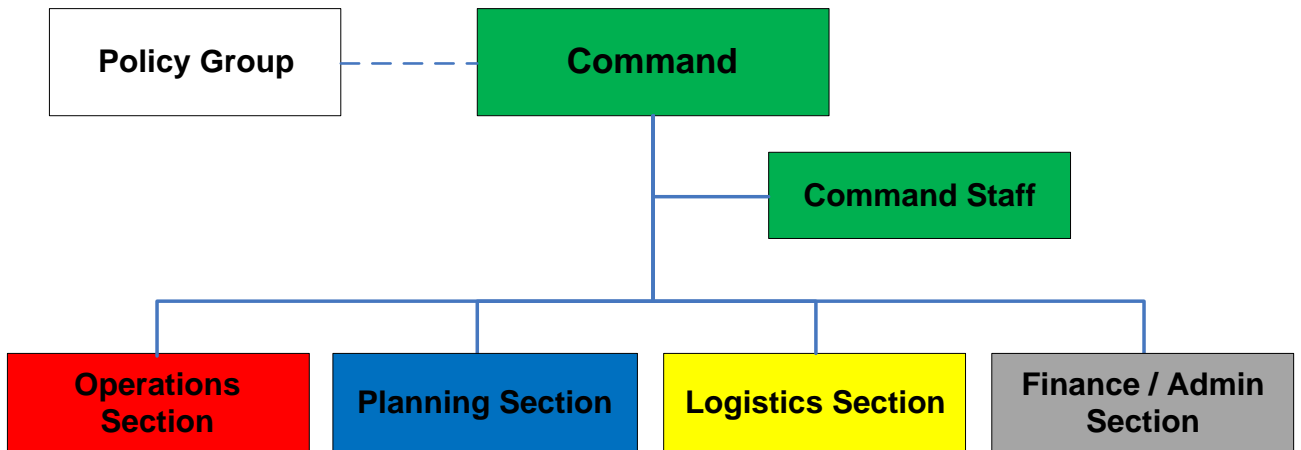 Policy Group
Command
Command Staff
Operations
Section
Planning Section
Logistics Section
Finance / Admin
Section